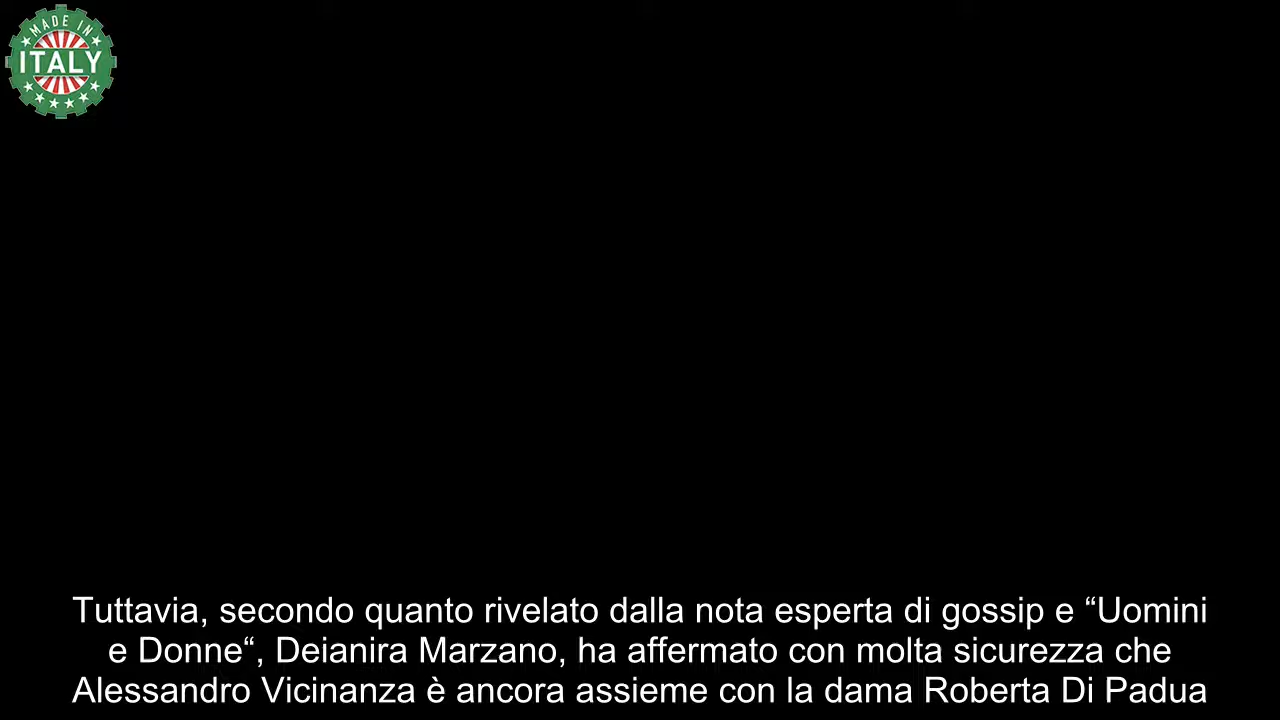 MADE IN
ITALY
Tuttavia, secondo quanto rivelato dalla nota esperta di gossip e “Uomini
e Donne“, Deianira Marzano, ha affermato con molta sicurezza che
Alessandro Vicinanza è ancora assieme con la dama Roberta Di Padua